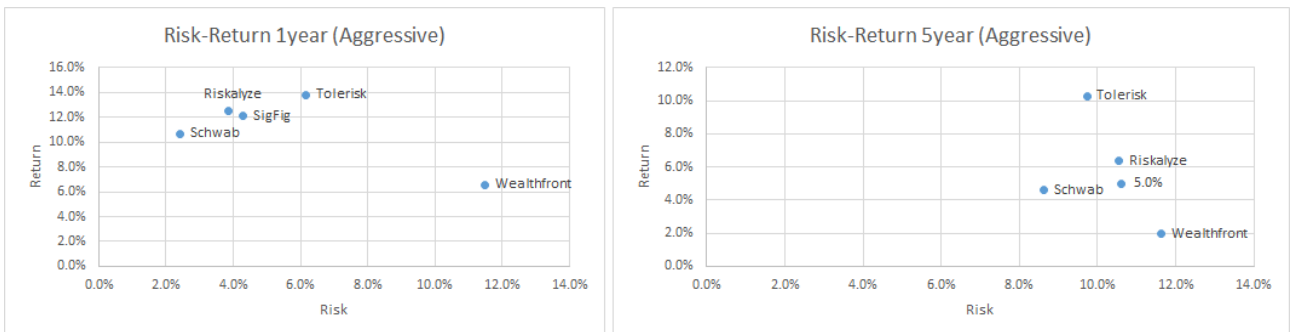 Risk-Return 1year (Aggressive)
16.0%
14.0%
12.0%
10.0%
8.0%
6.0%
4.0%
2.0%
0.0%
Return
Riskalyze
Tolerisk
SigFig
Schwab
Wealthfront
0.0%
2.0%
4.0%
6.0%
8.0%
10.0%
12.0%
14.0%
Risk
Risk-Return 5year (Aggressive)
12.0%
10.0%
8.0%
6.0%
4.0%
2.0%
0.0%
Return
Tolerisk
Riskalyze
5.0%
Schwab
Wealthfront
0.0%
2.0%
4.0%
6.0%
8.0%
10.0%
12.0%
14.0%
Risk